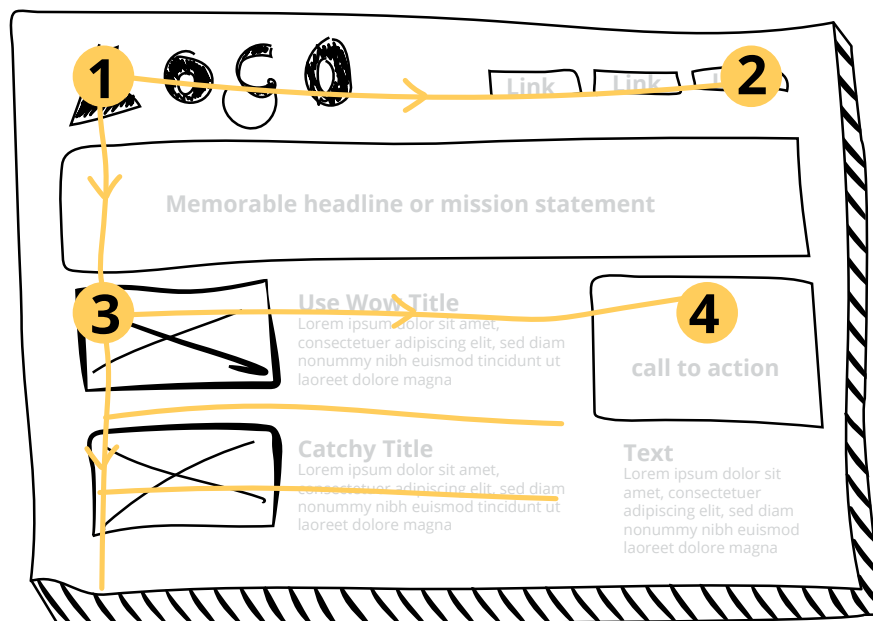 1
OGO
Link
Link
2
Memorable headline or mission statement
3
Use Wow Title
Lorem ipsum dolor sit amet,
consectetuer adipiscing elit, sed diam
nonummy nibh euismod tincidunt ut
laoreet dolore magna
4
call to action
Catchy Title
Lorem ipsum dolor sit amet,
consectetuer adipiscing elit, sed diam
nonummy nibh euismod tincidunt ut
laoreet dolore magna
Text
Lorem ipsum dolor sit
amet, consectetuer
adipiscing elit, sed diam
nonummy nibh euismod
laoreet dolore magna